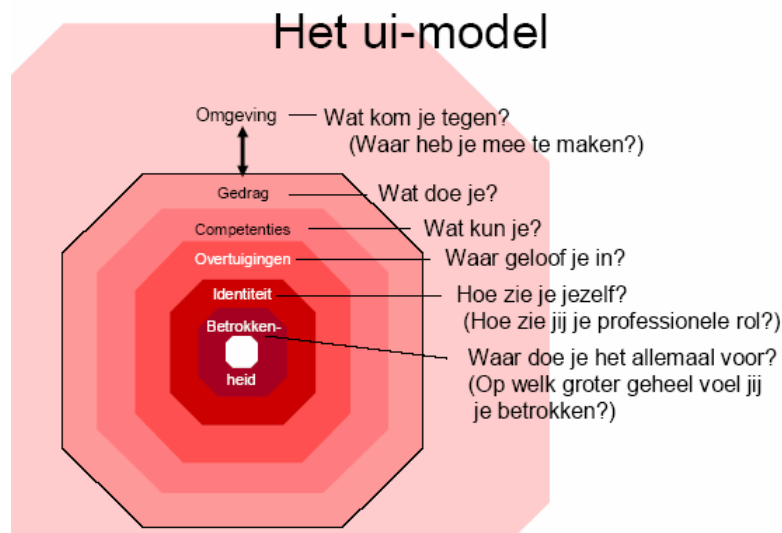 Het ui-model
Omgeving
Wat kom je tegen?
(Waar heb je mee te maken?)
Gedrag
Wat doe je?
Competenties
Wat kun je?
Overtuigingen
Waar geloof je in?
Identiteit
Hoe zie je jezelf?
(Hoe zie jij je professionele rol?)
Betrokken-
heid
Waar doe je het allemaal voor?
(Op welk groter geheel voel jij
je betrokken?)